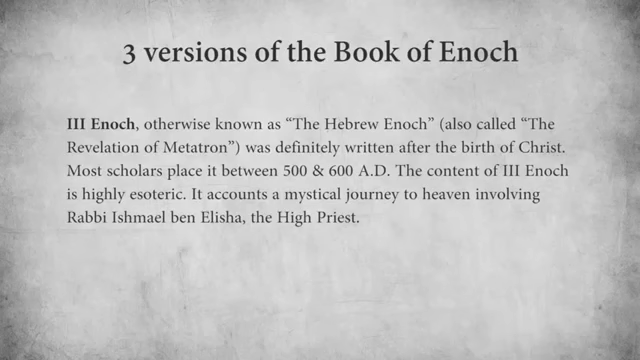 3 versions of the Book of Enoch
III Enoch, otherwise known as “The Hebrew Enoch” (also called “The
Revelation of Metatron”) was definitely written after the birth of Christ.
Most scholars place it between 500 & 600 A.D. The content of III Enoch
is highly esoteric. It accounts a mystical journey to heaven involving
Rabbi Ishmael ben Elisha, the High Priest.